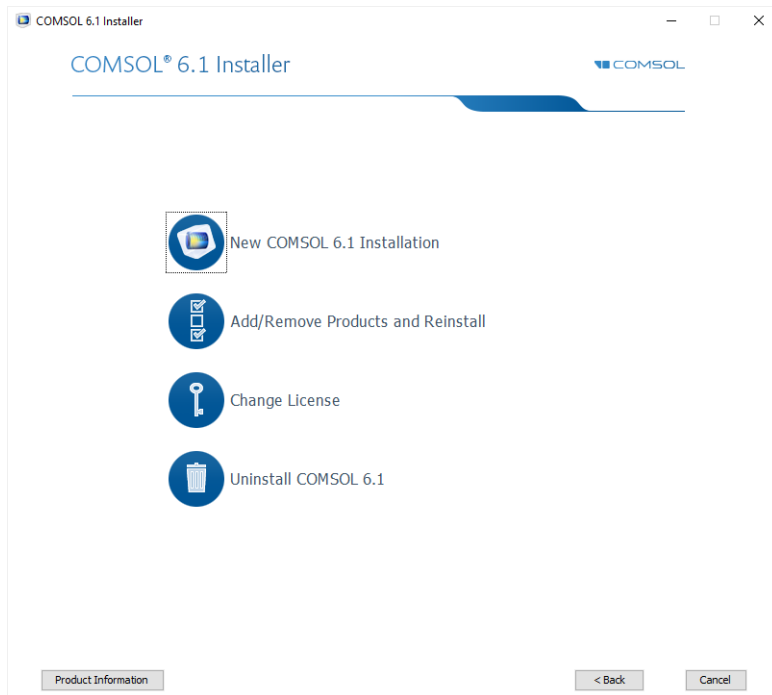 COMSOL 6.1 Installer
COMSOL® 6.1 Installer
COMSOL
New COMSOL 6.1 Installation
Add/Remove Products and Reinstall
Change License
Uninstall COMSOL 6.1
Product Information
< Back
Cancel